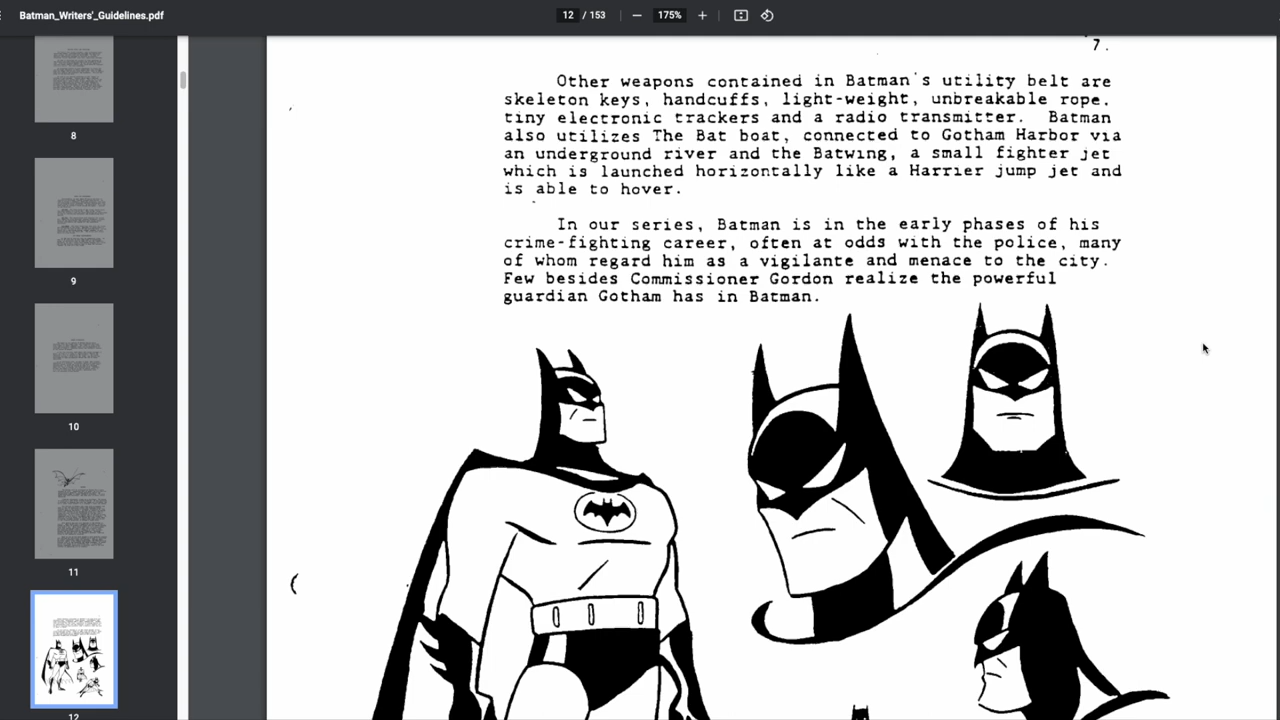 Batman_Writers'_Guidelines.pdf
12 / 153
175%
8
9
10
11
12
7.
Other weapons contained in Batman's utility belt are
skeleton keys, handcuffs, light-weight, unbreakable rope,
tiny electronic trackers and a radio transmitter. Batman
also utilizes The Bat boat, connected to Gotham Harbor via
an underground river and the Batwing, a small fighter jet
which is launched horizontally like a Harrier jump jet and
is able to hover.
In our series, Batman is in the early phases of his
crime-fighting career, often at odds with the police, many
of whom regard him as a vigilante and menace to the city.
Few besides Commissioner Gordon realize the powerful
guardian Gotham has in Batman.